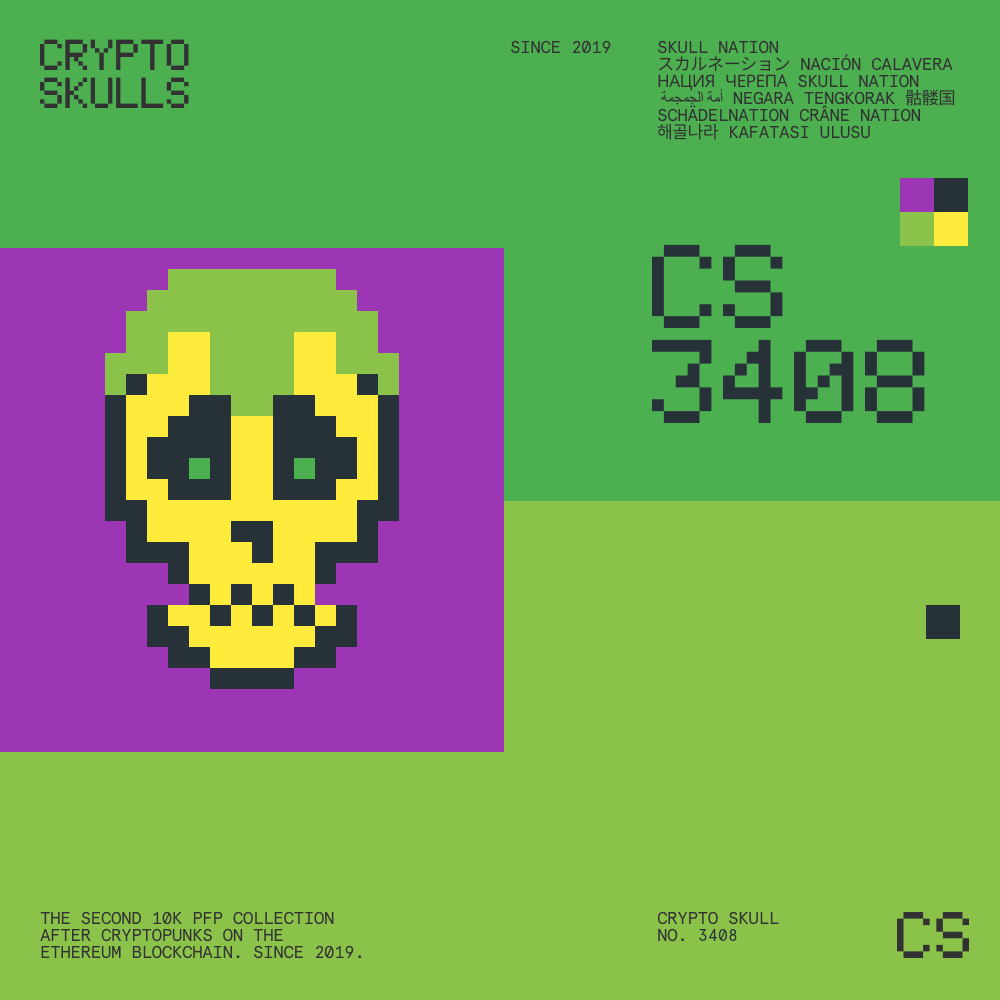 CRYPTO
SKULLS
SINCE 2019
SKULL NATION
スカルネーション NACIÓN CALAVERA
НАЦИЯ ЧЕРЕПА SKULL NATION
أمة الجمجمة NEGARA TENGKORAK 骷髅国
SCHÄDELNATION CRÂNE NATION
해골나라 KAFATASI ULUSU
CS
3408
THE SECOND 10K PFP COLLECTION
AFTER CRYPTOPUNKS ON THE
ETHEREUM BLOCKCHAIN. SINCE 2019.
CRYPTO SKULL
NO. 3408
CS